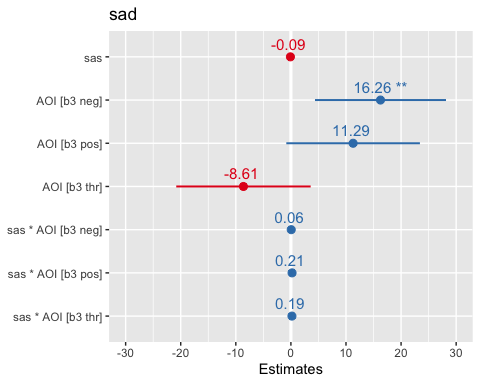 sad
sas
-0.09
AOI [b3 neg]
16.26 **
AOI [b3 pos]
11.29
AOI [b3 thr]
-8.61
sas * AOI [b3 neg]
0.06
sas * AOI [b3 pos]
0.21
sas * AOI [b3 thr]
0.19
-30 -20 -10 0 10 20 30
Estimates